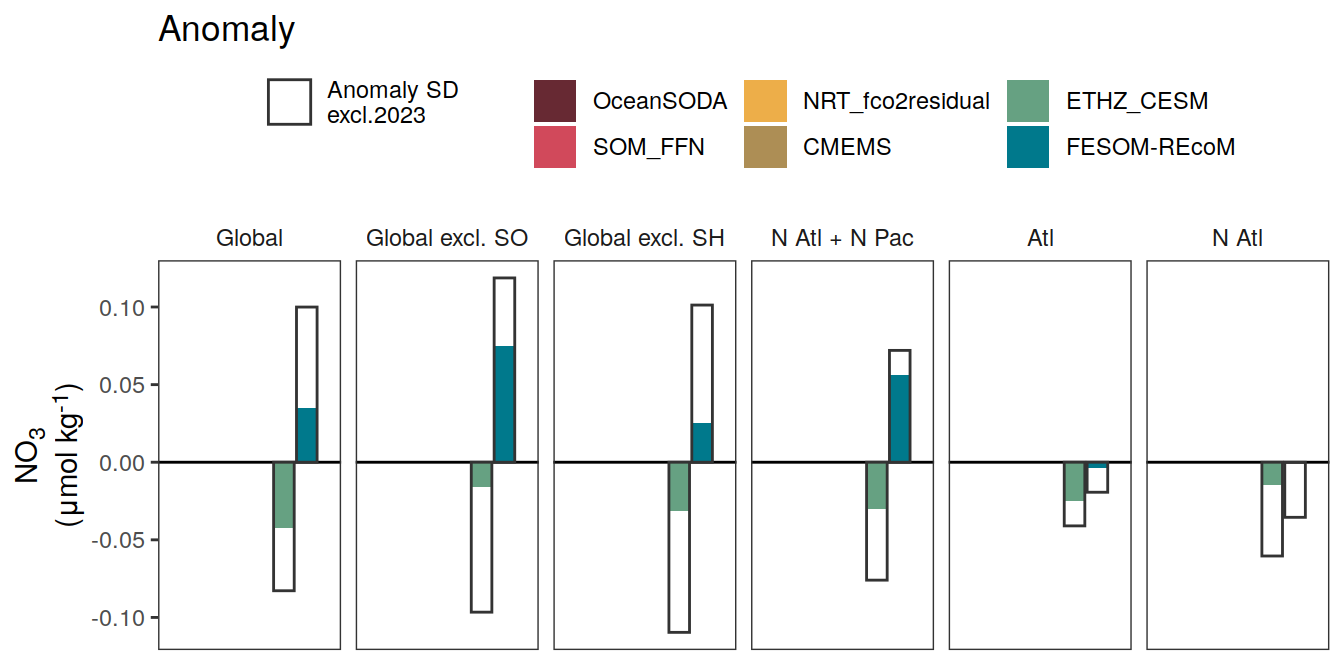 Anomaly
Anomaly SD
excl.2023
OceanSODA
SOM_FFN
NRT_fco2residual
CMEMS
ETHZ_CESM
FESOM-REcoM
Global
Global excl. SO
Global excl. SH
N Atl + N Pac
Atl
N Atl
NO₃
(μmol kg⁻¹)
0.10
0.05
0.00
-0.05
-0.10